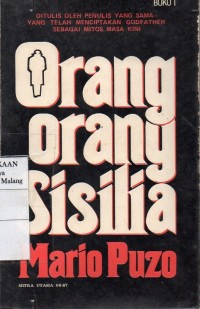 BUKU I
DITULIS OLEH PENULIS YANG SAMA
YANG TELAH MENCIPTAKAN GODFATHER
SEBAGAI MITOS MASA KINI
Orang
orang
Sisilia
KAAN
ya
Malang
Mario Puzo